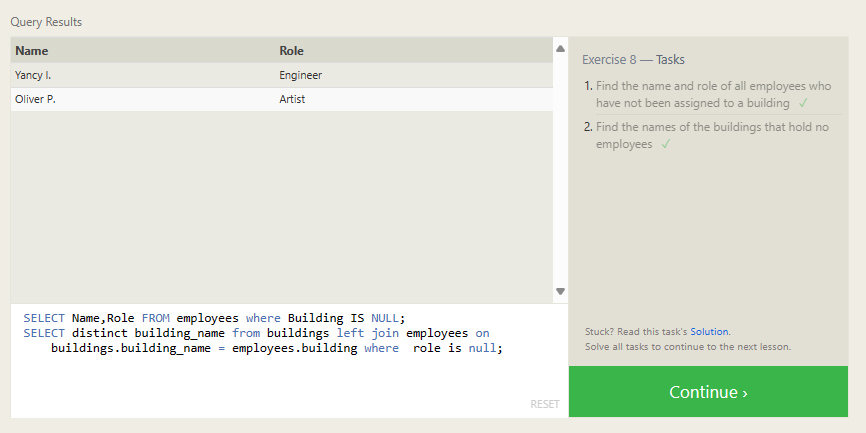 Query Results
Name Role
Yancy I. Engineer
Oliver P. Artist
SELECT Name,Role FROM employees where Building IS NULL;
SELECT distinct building_name from buildings left join employees on
buildings.building_name = employees.building where  role is null;
RESET
Exercise 8 — Tasks
1. Find the name and role of all employees who
have not been assigned to a building ✓
2. Find the names of the buildings that hold no
employees ✓
Stuck? Read this task's Solution.
Solve all tasks to continue to the next lesson.
Continue ›